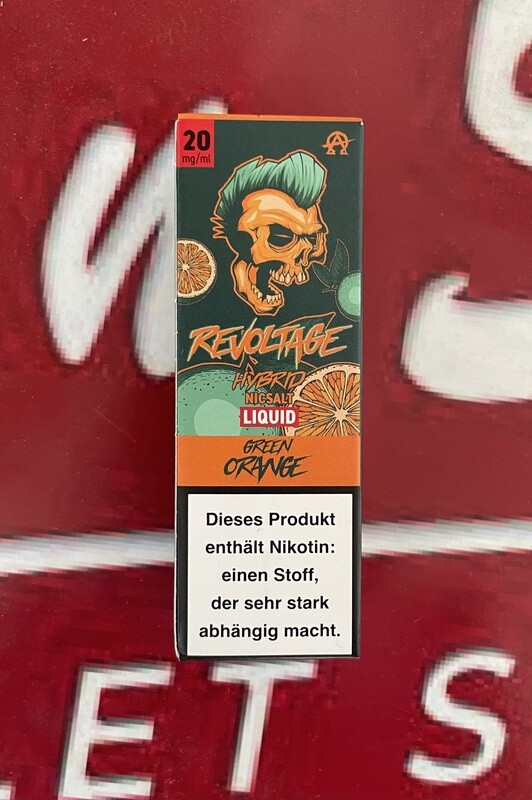 20
mg/ml
REVOLTAGE
HYBRID
NICSALT
LIQUID
GREEN
ORANGE
Dieses Produkt
enthält Nikotin:
einen Stoff,
der sehr stark
abhängig macht.
LET S